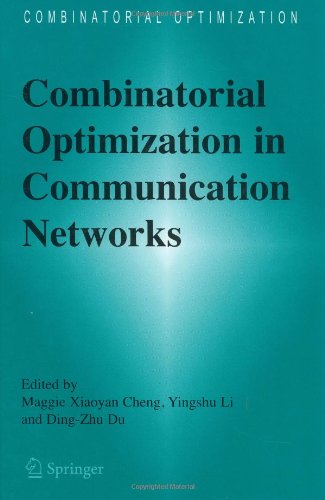 COMBINATORIAL OPTIMIZATION
Combinatorial
Optimization in
Communication
Networks
Edited by
Maggie Xiaoyan Cheng, Yingshu Li
and Ding-Zhu Du
Springer